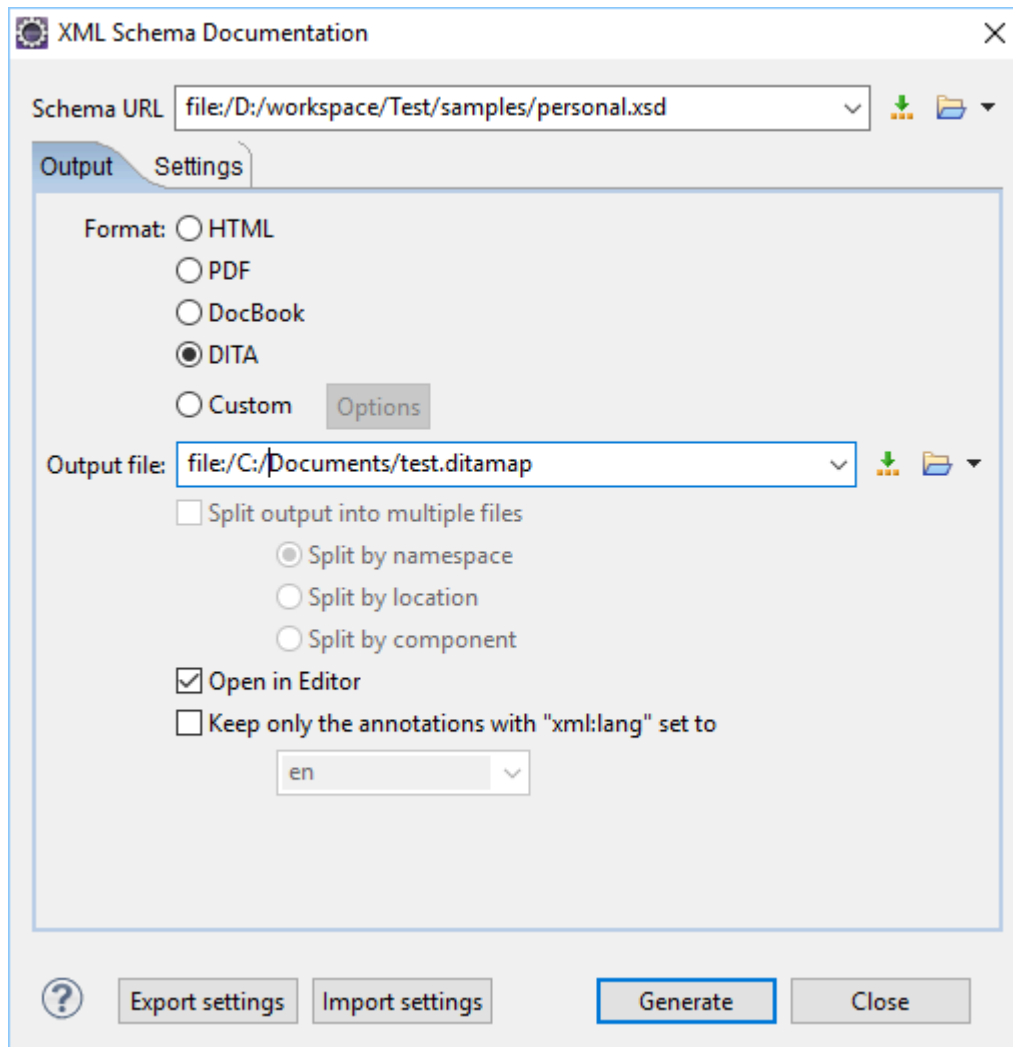 XML Schema Documentation
Schema URL file:/D:/workspace/Test/samples/personal.xsd
Output Settings
Format: HTML
PDF
DocBook
DITA
Custom Options
Output file: file:/C:/Documents/test.ditamap
Split output into multiple files
Split by namespace
Split by location
Split by component
Open in Editor
Keep only the annotations with "xml:lang" set to
en
? Export settings Import settings Generate Close